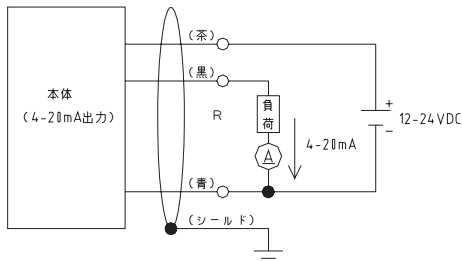 (茶)
(黒)
本体
(4-20mA出力)
R
負荷
+
12-24VDC
-
A
4-20mA
(青)
(シールド)